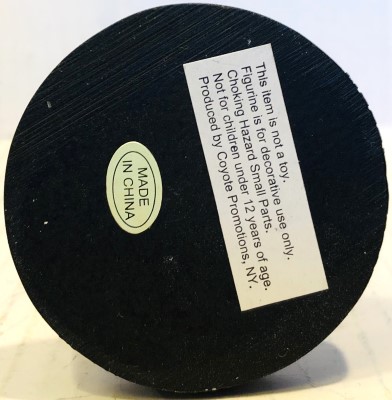 This item is not a toy.
Figurine is for decorative use only.
Choking Hazard Small Parts.
Not for children under 12 years of age.
Produced by Coyote Promotions, NY.
MADE
IN CHINA